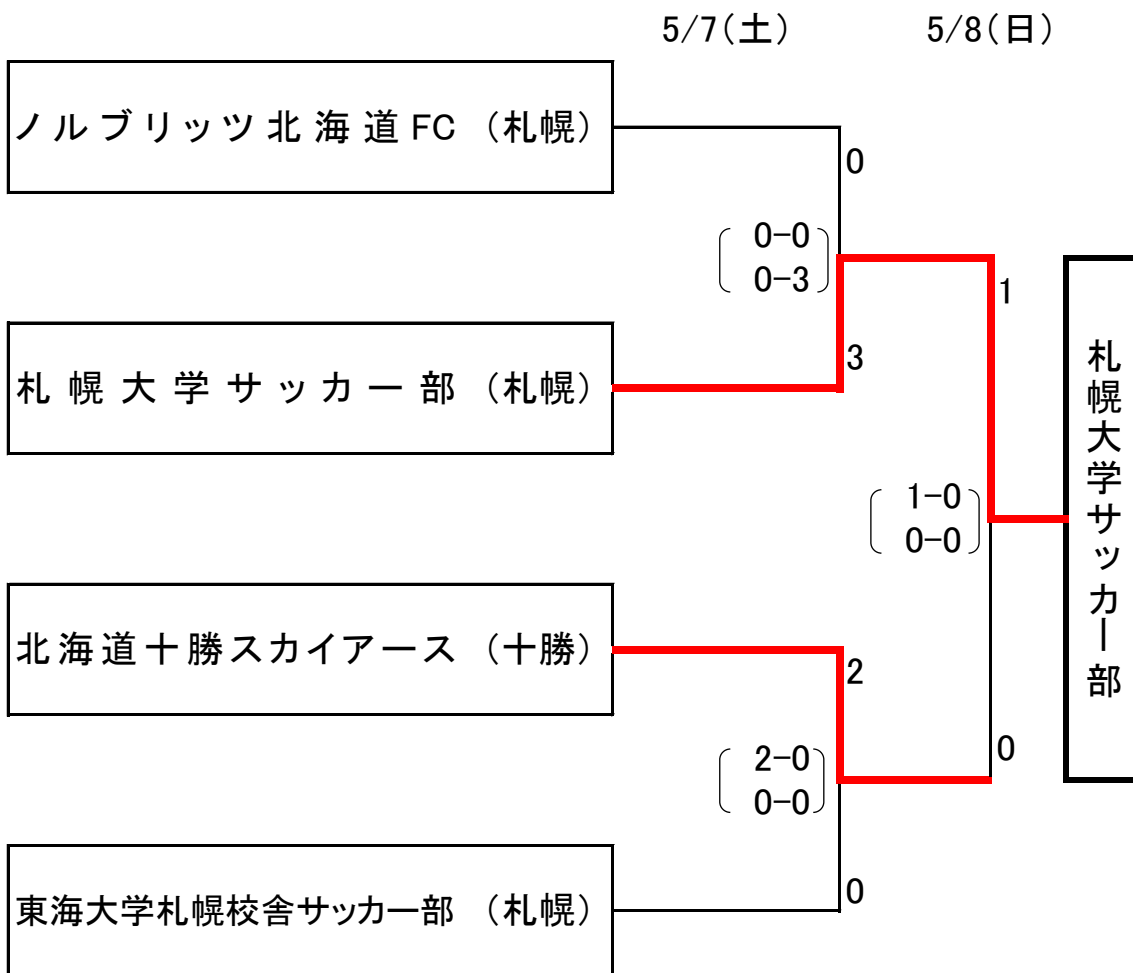 5/7(土) 5/8(日)
ノルブリッツ北海道FC (札幌)
0
0-0
0-3
1
3
札幌大学サッカー部 (札幌)
札幌大学サッカー部
1-0
0-0
北海道十勝スカイアース (十勝)
2
0
2-0
0-0
0
東海大学札幌校舎サッカー部 (札幌)